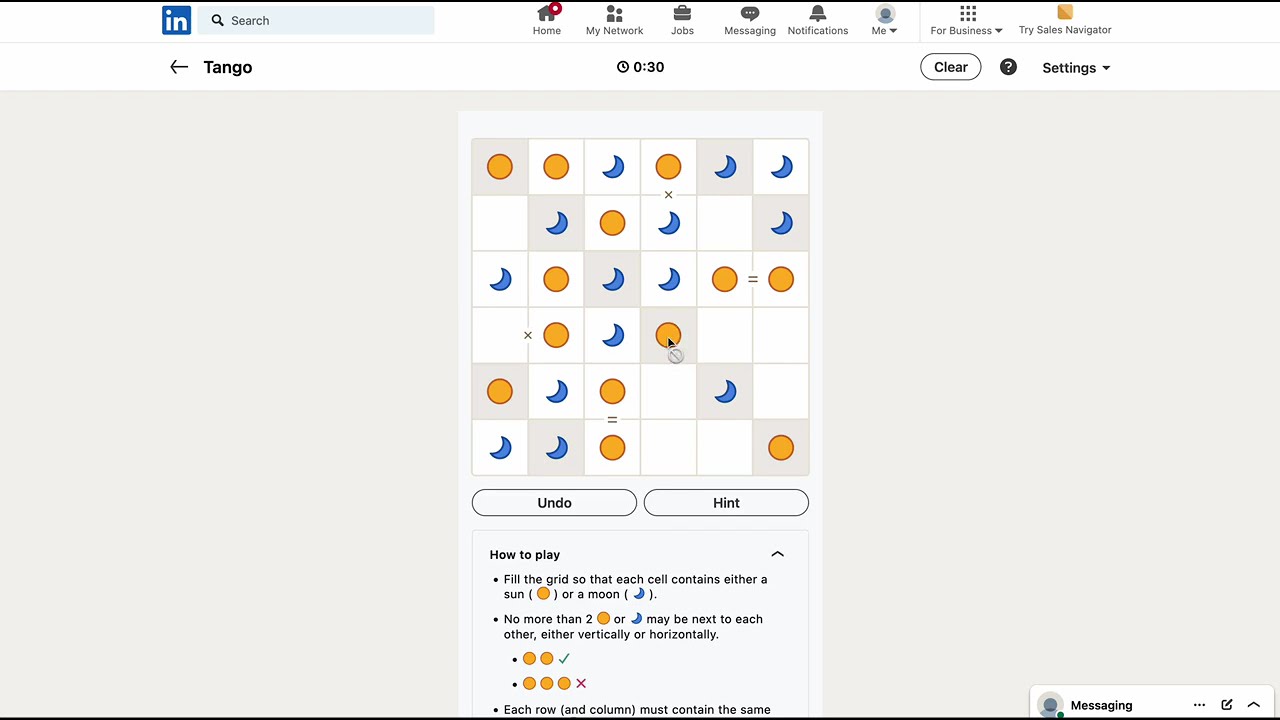 in
Search
Home
My Network
Jobs
Messaging
Notifications
Me
For Business
Try Sales Navigator
Tango
0:30
Clear
?
Settings
×
=
×
=
Undo
Hint
How to play
• Fill the grid so that each cell contains either a
sun ( ) or a moon ( ).
• No more than 2 or may be next to each
other, either vertically or horizontally.
• Each row (and column) must contain the same
Messaging